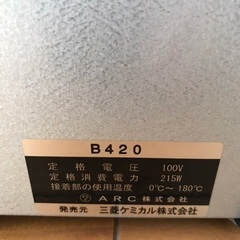 B420
定格電圧 100V
定格消費電力 215W
接着部の使用温度 0℃～180℃
ARC株式会社
発売元 三菱ケミカル株式会社